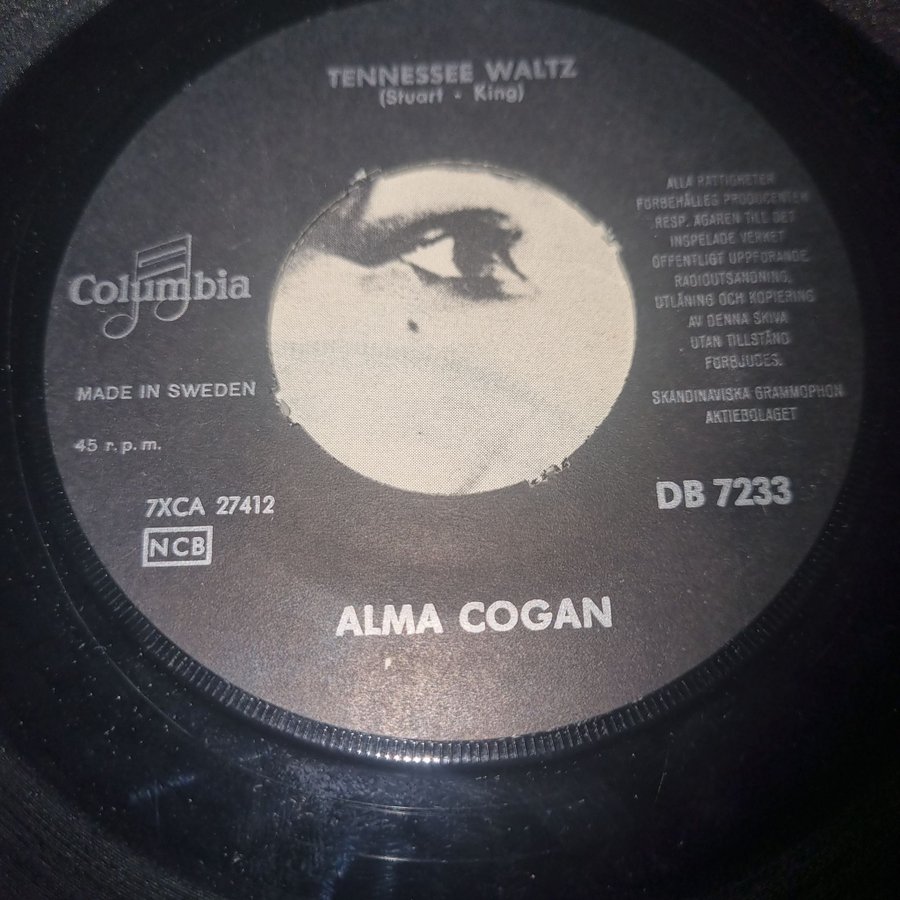 TENNESSEE WALTZ
(Stuart - King)
Columbia
MADE IN SWEDEN
45 r.p.m.
7XCA 27412
NCB
ALLA RÄTTIGHETER
FÖRBEHÅLLES PRODUCENTEN
RESP. ÄGAREN TILL DET
INSPELADE VERKET
OFFENTLIGT UPPFÖRANDE
RADIOUTSÄNDNING,
UTLÅNING OCH KOPIERING
AV DENNA SKIVA
UTAN TILLSTÅND
FÖRBJUDES.
SKANDINAVISKA GRAMMOPHON
AKTIEBOLAGET
DB 7233
ALMA COGAN